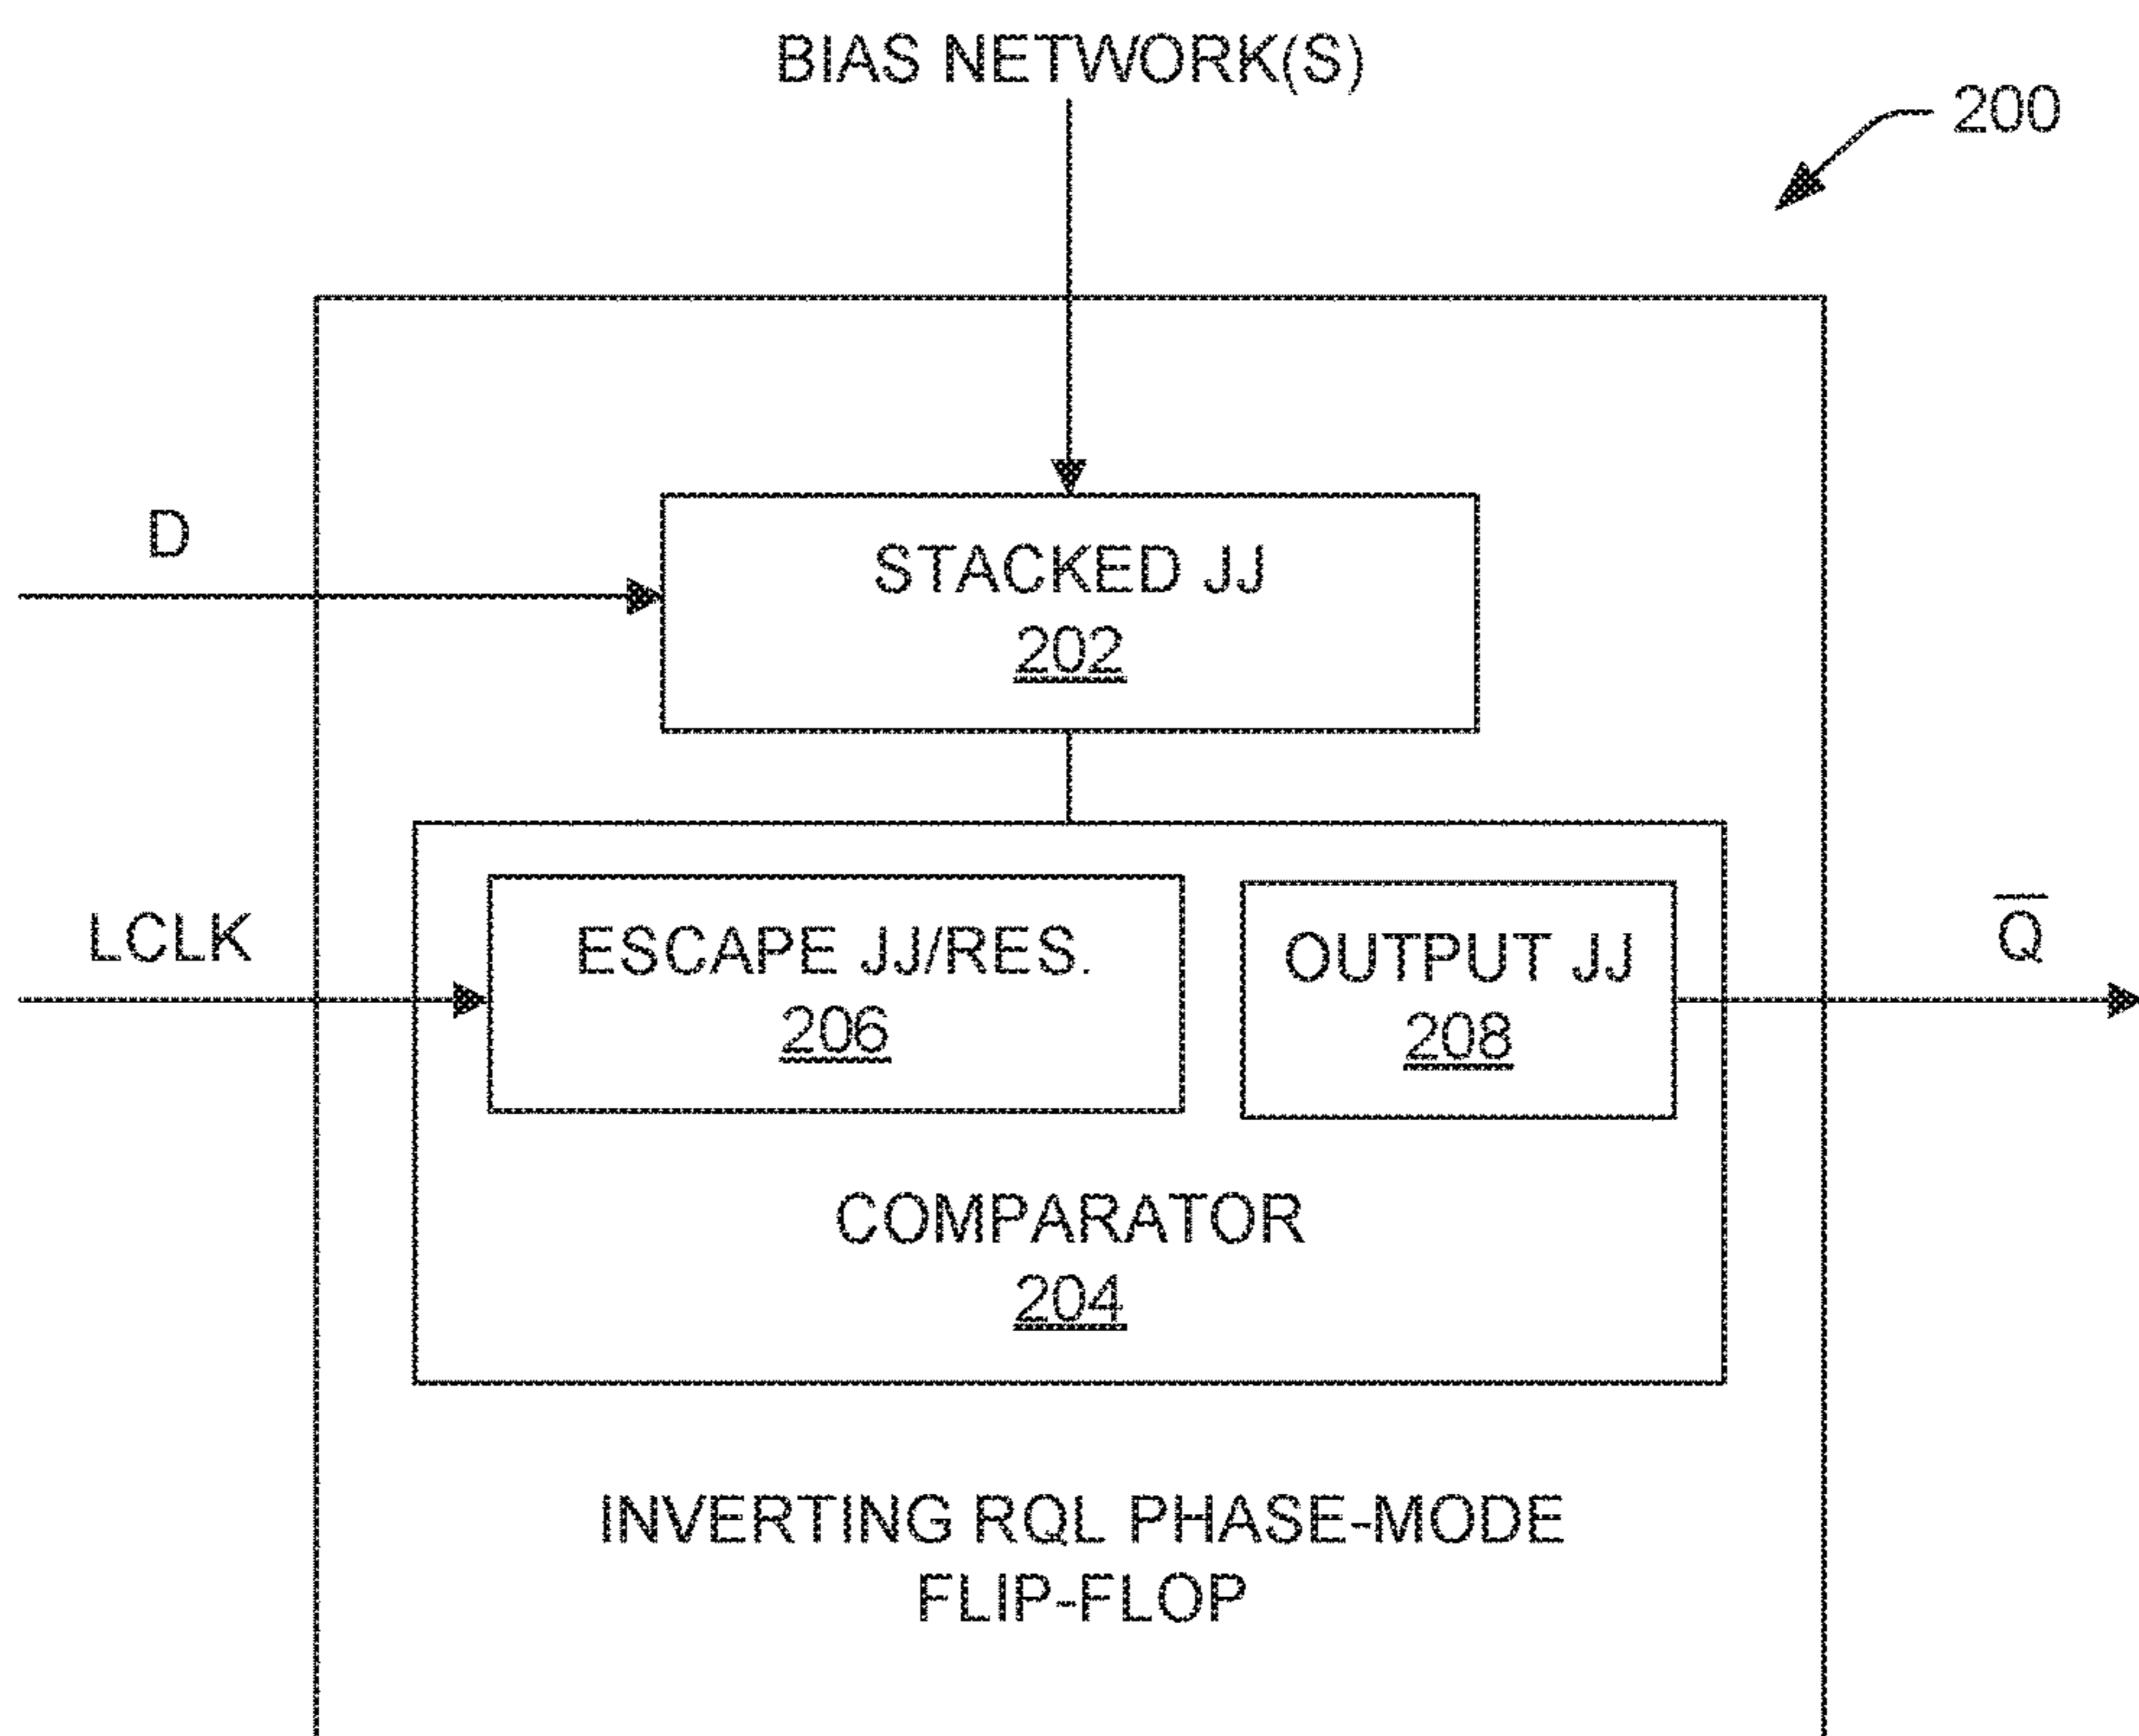 BIAS NETWORK(S)
200
D
STACKED JJ
202
LCLK
ESCAPE JJ/RES.
206
OUTPUT JJ
208
Q̅
COMPARATOR
204
INVERTING RQL PHASE-MODE
FLIP-FLOP